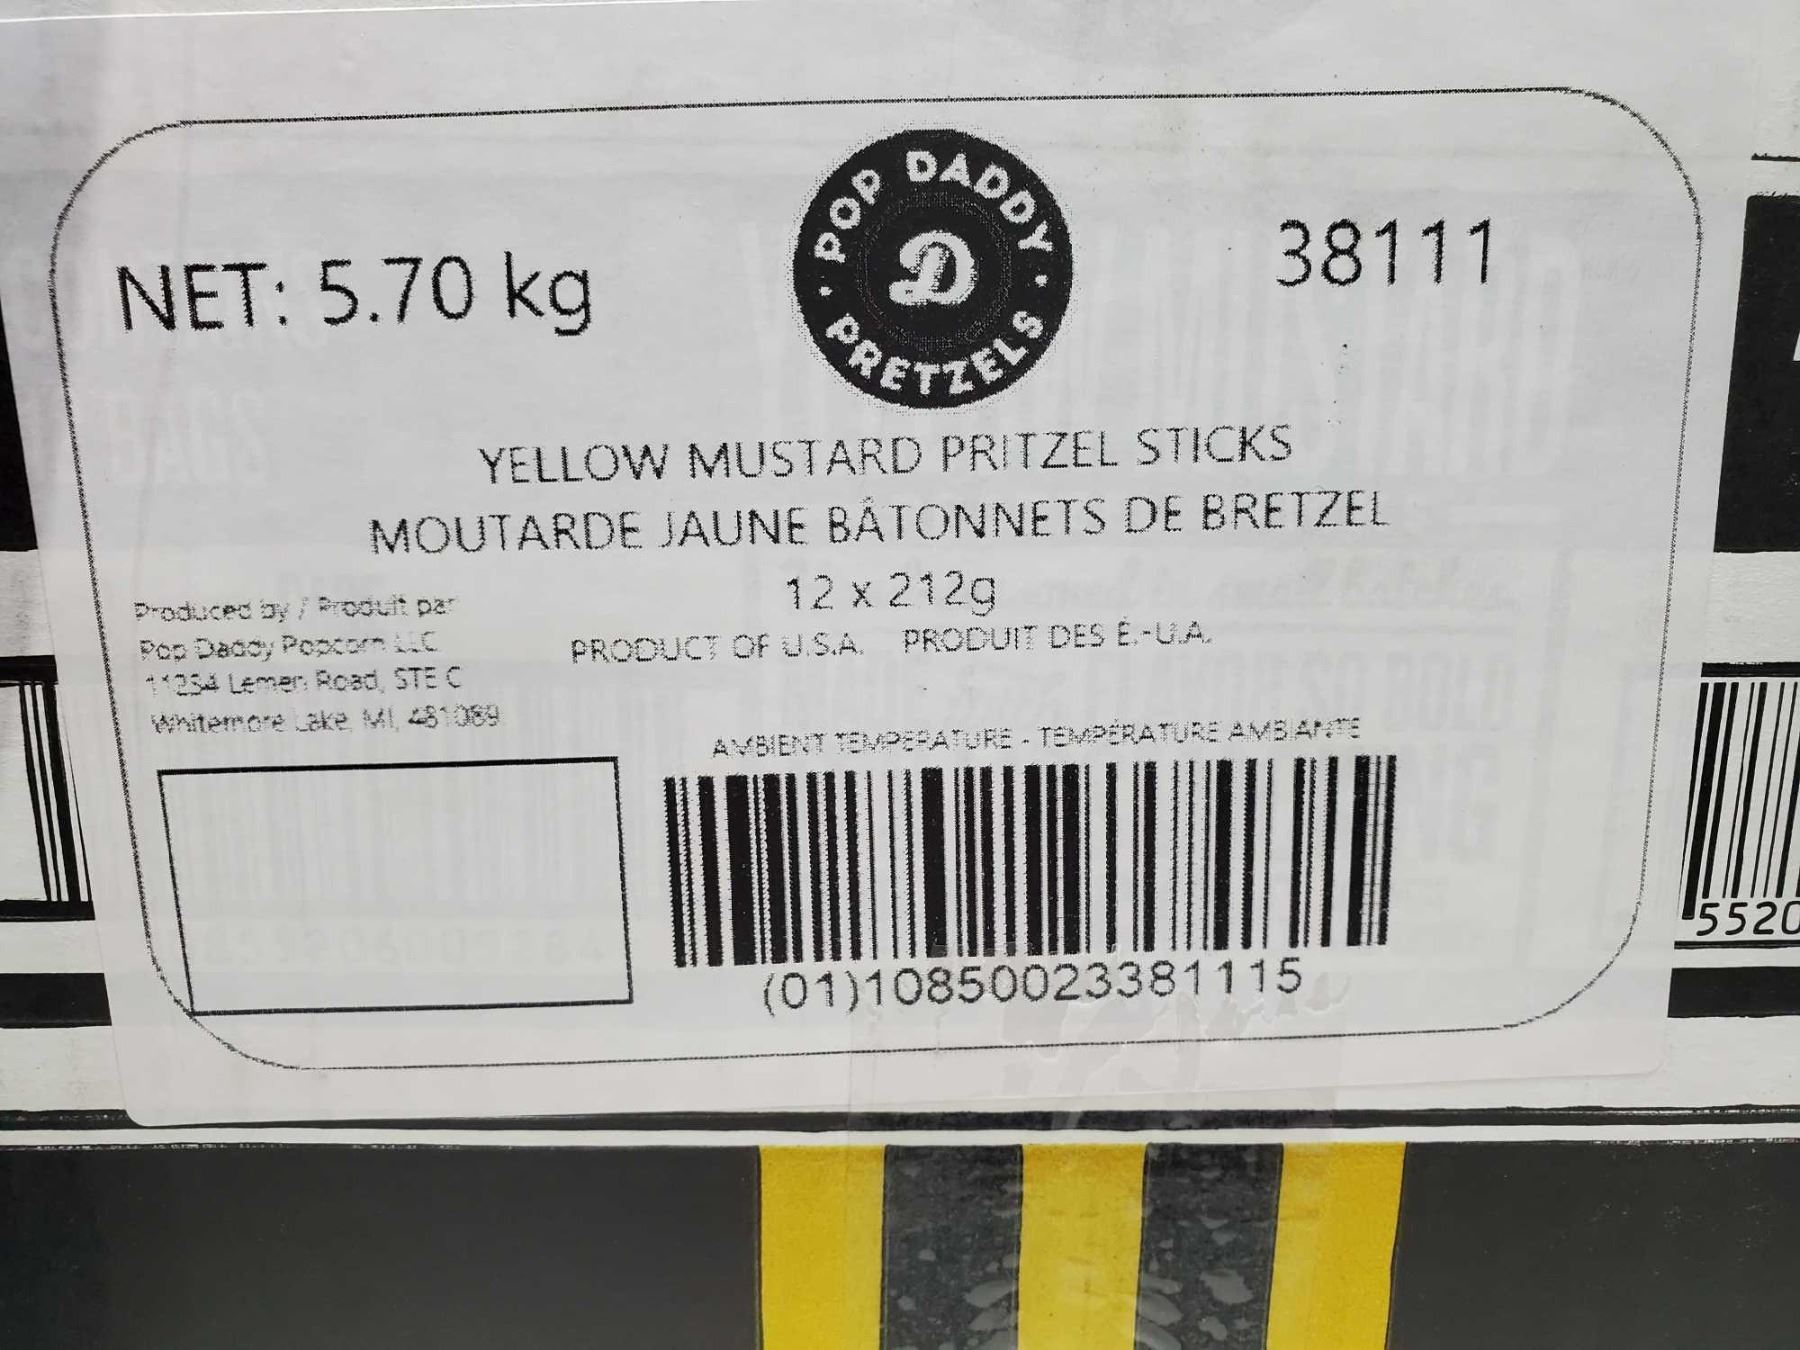 POP DADDY
D
PRETZELS
NET: 5.70 kg
38111
YELLOW MUSTARD PRITZEL STICKS
MOUTARDE JAUNE BÂTONNETS DE BRETZEL
12 x 212g
Produced by / Produit par
Pop Daddy Popcorn LLC
11254 Lemen Road, STE C
Whitemore Lake, MI, 481089
PRODUCT OF U.S.A. PRODUIT DES É.-U.A.
AMBIENT TEMPERATURE - TEMPÉRATURE AMBIANTE
(01)10850023381115
5520